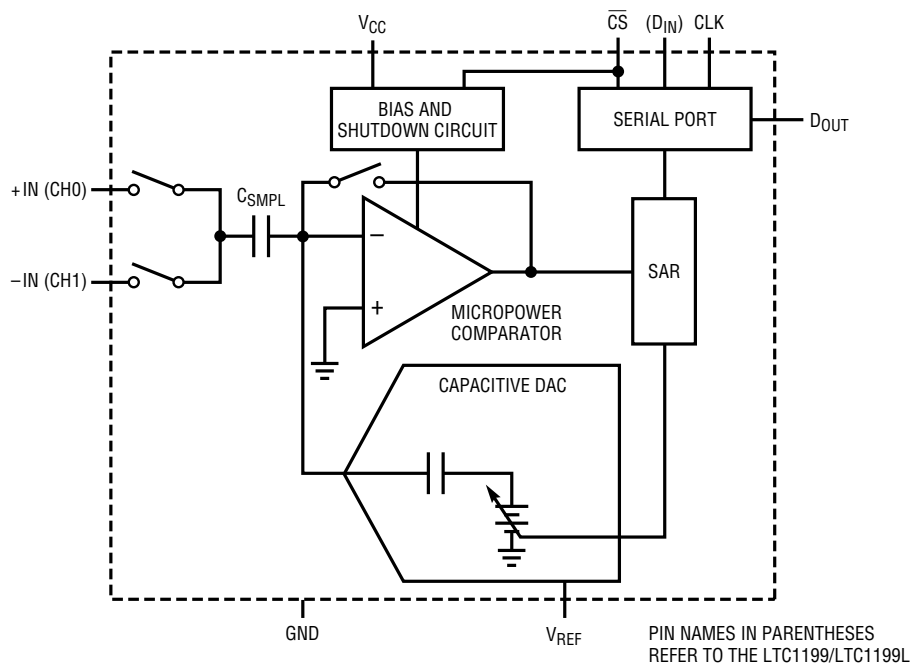 V_CC
C̅S̅
(D_IN)
CLK
BIAS AND
SHUTDOWN CIRCUIT
SERIAL PORT
D_OUT
+IN (CH0)
C_SMPL
−
−IN (CH1)
+
SAR
MICROPOWER
COMPARATOR
CAPACITIVE DAC
GND
V_REF
PIN NAMES IN PARENTHESES
REFER TO THE LTC1199/LTC1199L